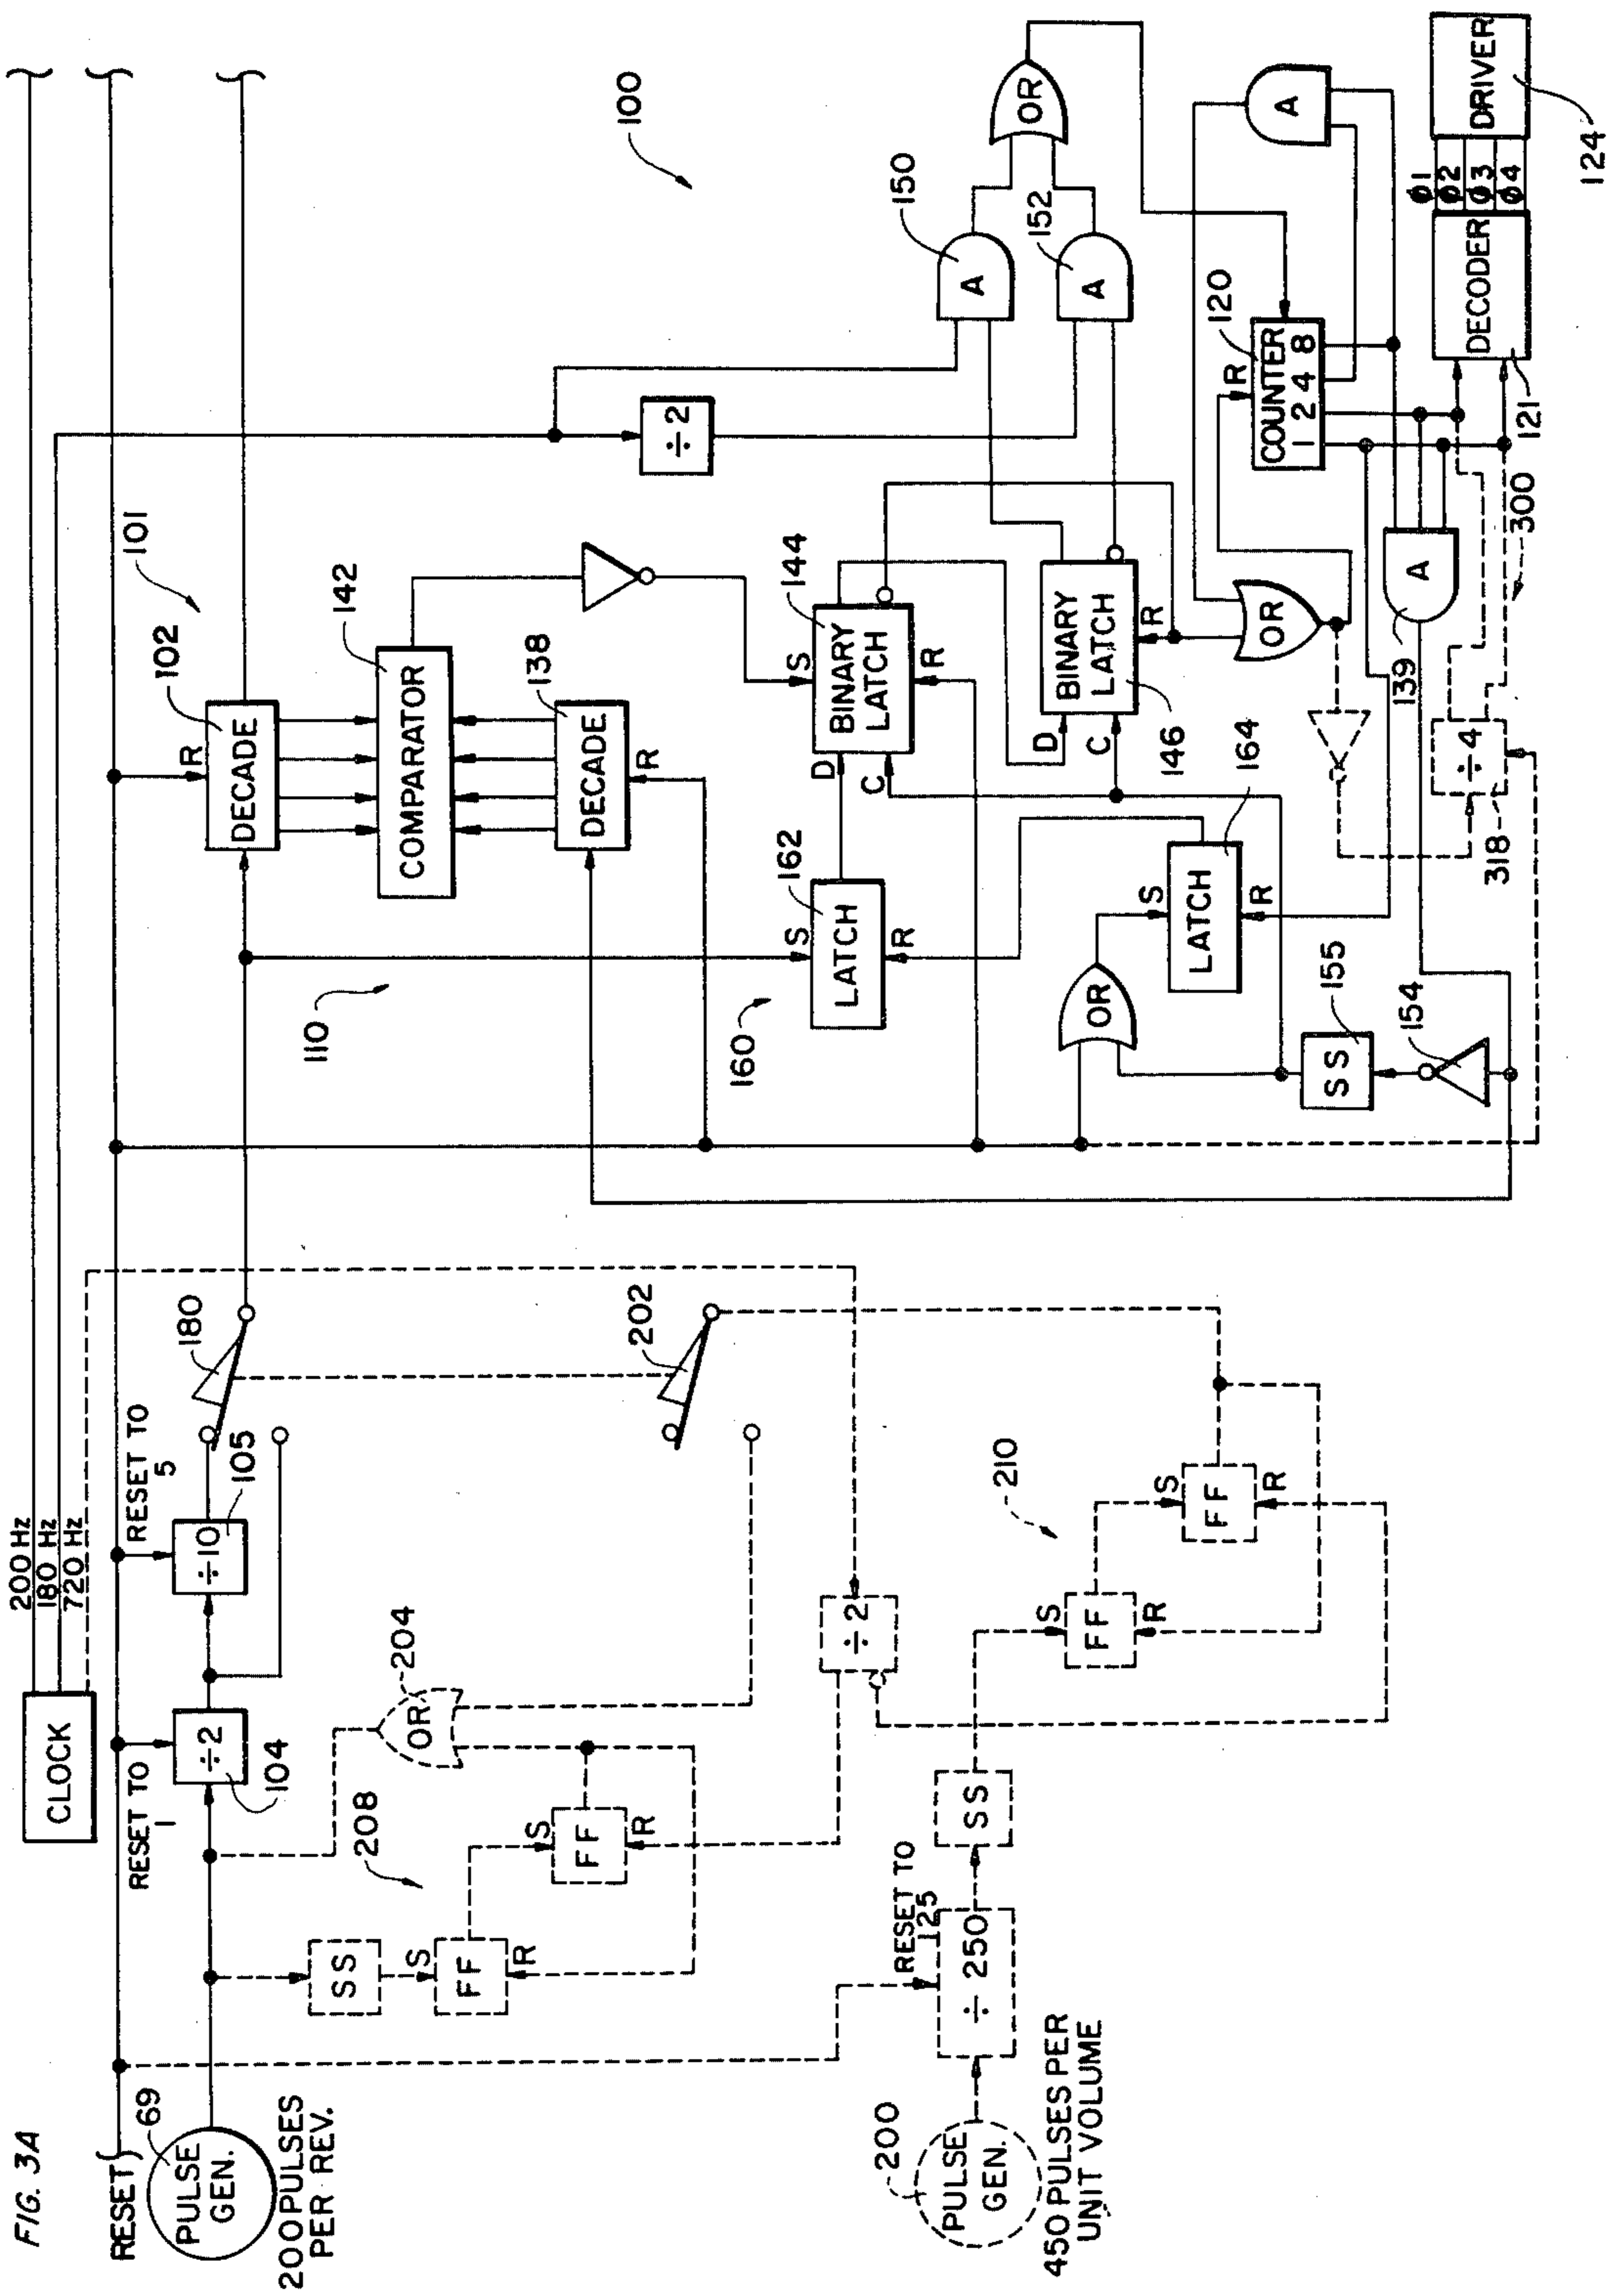 FIG. 3A
200 Hz
180 Hz
720 Hz
CLOCK
RESET
RESET TO
1
RESET TO
5
PULSE
GEN.
69
200 PULSES
PER REV.
÷2
104
÷10
105
180
202
OR
204
208
SS
S
FF
R
S
FF
R
÷2
200
PULSE
GEN.
450 PULSES PER
UNIT VOLUME
RESET TO
125
÷ 250
SS
210
S
FF
R
S
FF
R
101
102
R
DECADE
142
COMPARATOR
138
DECADE
R
110
÷2
100
150
A
152
A
OR
160
162
S
LATCH
R
144
S
D
BINARY
LATCH
C
R
D
BINARY
LATCH
C
R
146
164
S
LATCH
R
OR
155
SS
154
OR
120
R
COUNTER
1 2 4 8
A
139
A
÷4
318
300
DECODER
121
Ø1
Ø2
Ø3
Ø4
DRIVER
124